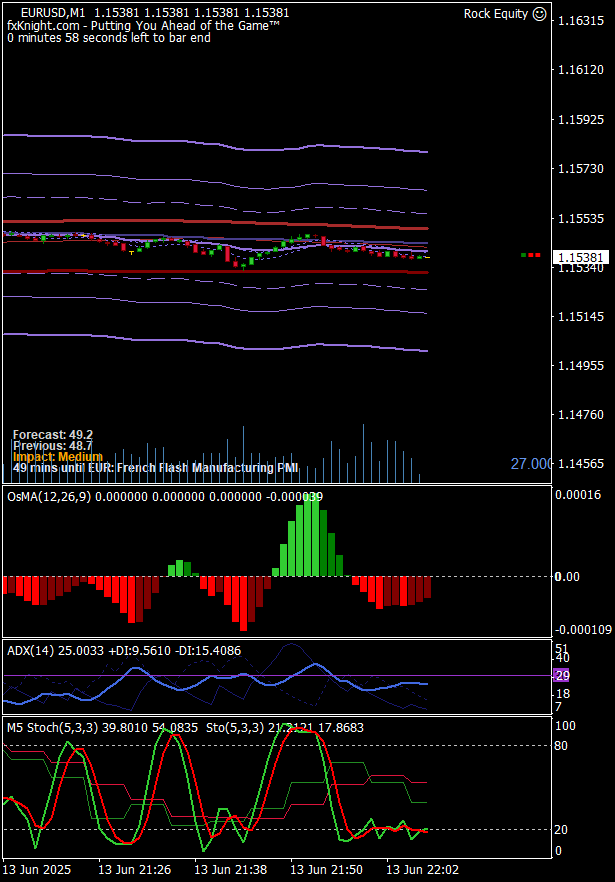 EURUSD,M1 1.15381 1.15381 1.15381 1.15381
Rock Equity ☺
fxKnight.com - Putting You Ahead of the Game™
0 minutes 58 seconds left to bar end
1.16315
1.16120
1.15925
1.15730
1.15535
1.15381
1.15340
1.15145
1.14955
1.14760
1.14565
Forecast: 49.2
Previous: 48.7
Impact: Medium
49 mins until EUR: French Flash Manufacturing PMI
27.000
OsMA(12,26,9) 0.000000 0.000000 0.000000 -0.000039
0.00016
0.00
-0.000109
ADX(14) 25.0033 +DI:9.5610 -DI:15.4086
51
40
29
18
7
M5 Stoch(5,3,3) 39.8010 54.0835 Sto(5,3,3) 21.2121 17.8683
100
80
20
0
13 Jun 2025
13 Jun 21:26
13 Jun 21:38
13 Jun 21:50
13 Jun 22:02